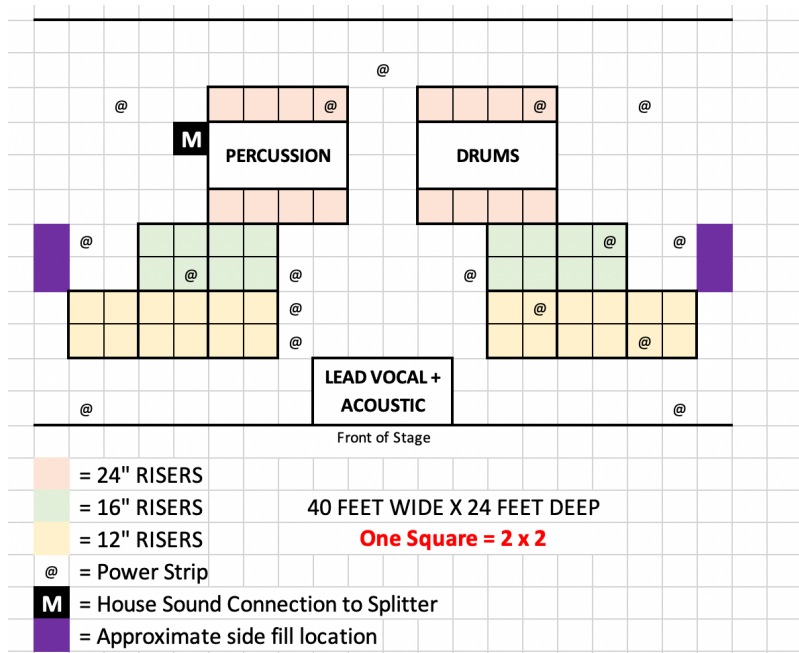 @
@ @ @ @
M
PERCUSSION DRUMS
@ @ @
@ @ @
@ @
@ @
LEAD VOCAL +
ACOUSTIC
@ @
Front of Stage
= 24" RISERS
= 16" RISERS 40 FEET WIDE X 24 FEET DEEP
= 12" RISERS One Square = 2 x 2
@ = Power Strip
M = House Sound Connection to Splitter
= Approximate side fill location